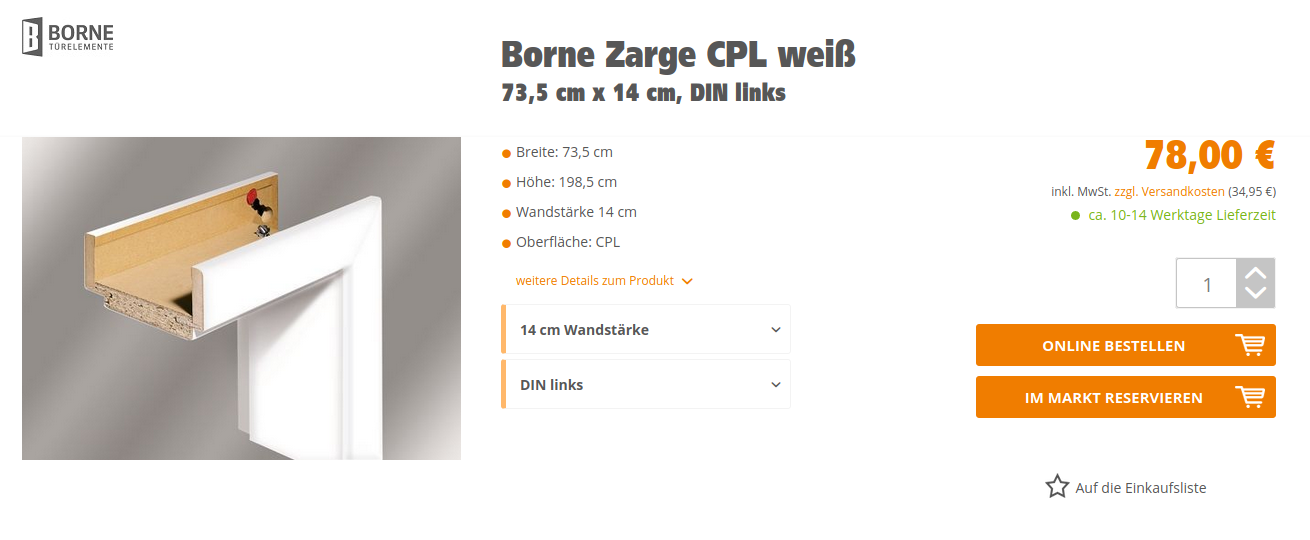 BORNE
TÜRELEMENTE
Borne Zarge CPL weiß
73,5 cm x 14 cm, DIN links
Breite: 73,5 cm
Höhe: 198,5 cm
Wandstärke 14 cm
Oberfläche: CPL
weitere Details zum Produkt
14 cm Wandstärke
DIN links
78,00 €
inkl. MwSt. zzgl. Versandkosten (34,95 €)
ca. 10-14 Werktage Lieferzeit
1
ONLINE BESTELLEN
IM MARKT RESERVIEREN
Auf die Einkaufsliste